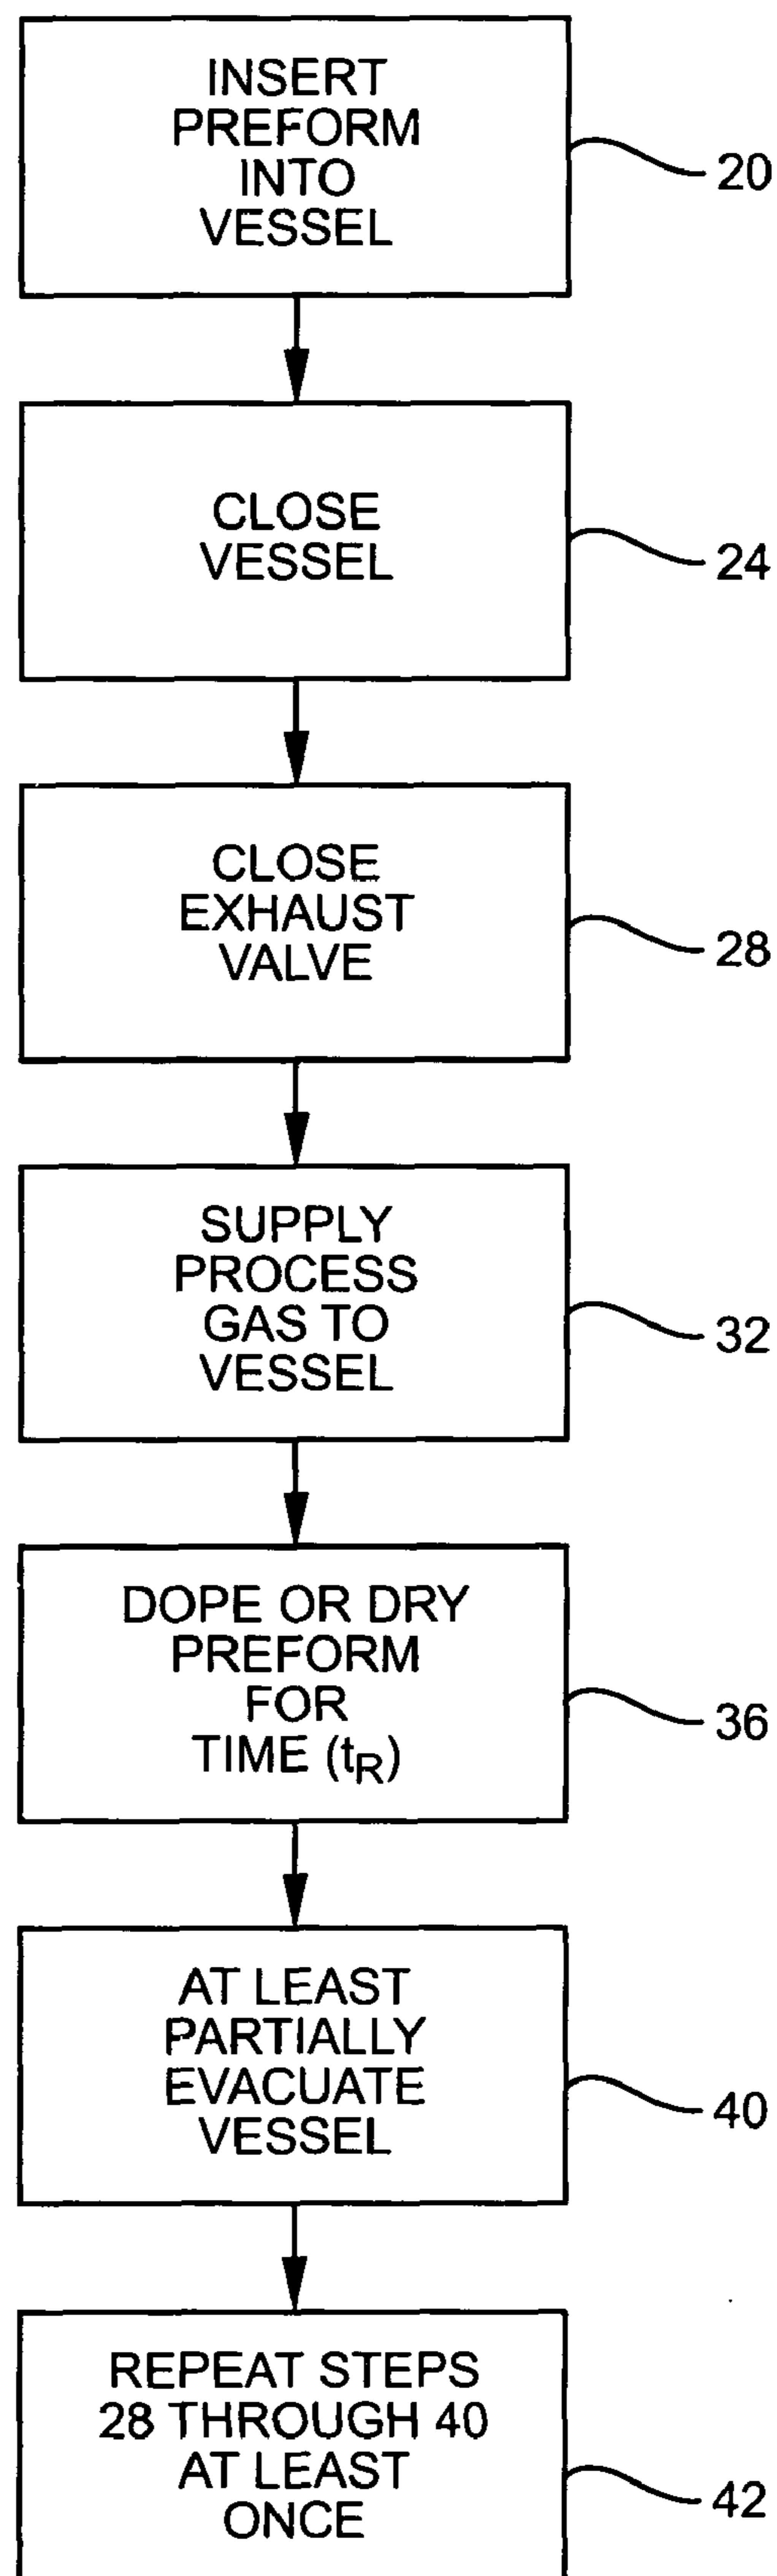 INSERT
PREFORM
INTO
VESSEL
20
CLOSE
VESSEL
24
CLOSE
EXHAUST
VALVE
28
SUPPLY
PROCESS
GAS TO
VESSEL
32
DOPE OR DRY
PREFORM
FOR
TIME (tR)
36
AT LEAST
PARTIALLY
EVACUATE
VESSEL
40
REPEAT STEPS
28 THROUGH 40
AT LEAST
ONCE
42